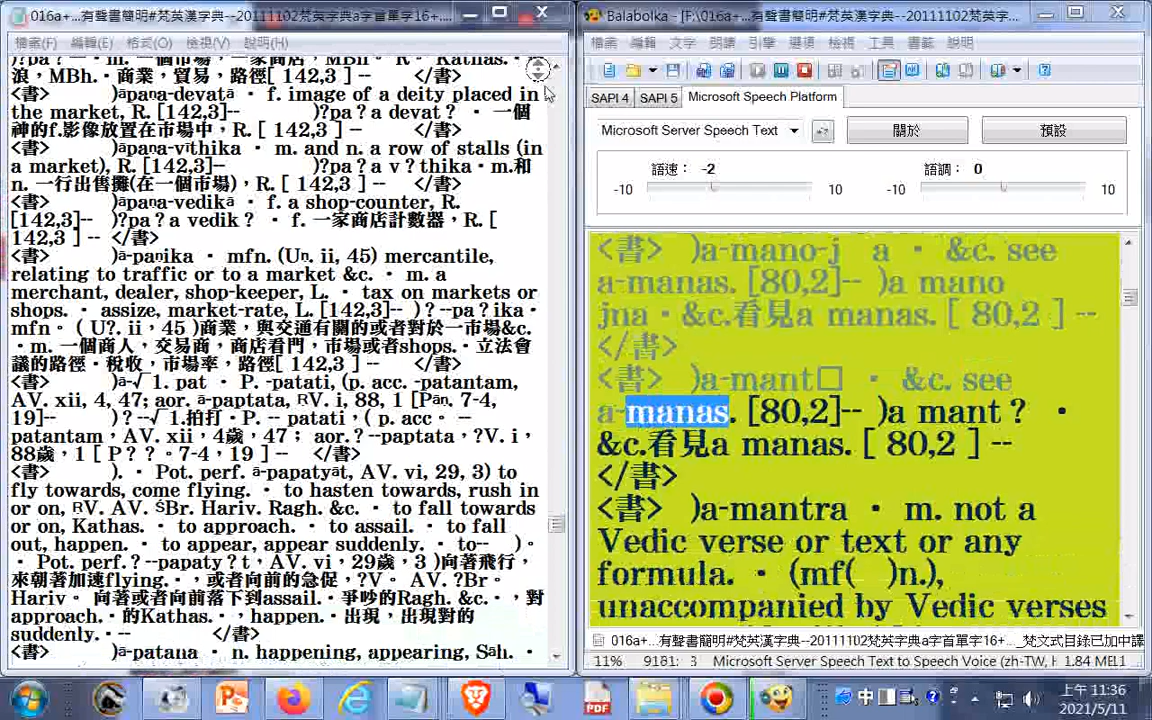 016a+...有聲書簡明#梵英漢字典--20111102梵英字典a字首單字16+...
檔案(F) 編輯(E) 格式(O) 檢視(V) 說明(H)
浪，MBh.・商業，貿易，路徑[ 142,3 ] -- </書>
<書> )āpaṇa-devatā ・ f. image of a deity placed in
the market, R. [142,3]-- )?pa?a devat? ・ 一個
神的f.影像放置在市場中，R. [ 142,3 ] -- </書>
<書> )āpaṇa-vīthika ・ m. and n. a row of stalls (in
a market), R. [142,3]-- )?pa?a v?thika・m.和
n. 一行出售攤(在一個市場)，R. [ 142,3 ] -- </書>
<書> )āpaṇa-vedikā ・ f. a shop-counter, R.
[142,3]-- )?pa?a vedik? ・ f. 一家商店計數器，R. [
142,3 ] -- </書>
<書> )ā-paṇika ・ mfn. (Uṇ. ii, 45) mercantile,
relating to traffic or to a market &c. ・ m. a
merchant, dealer, shop-keeper, L. ・ tax on markets or
shops. ・ assize, market-rate, L. [142,3]-- )?--pa?ika・
mfn。( U?. ii，45 )商業，與交通有關的或者對於一市場&c.
・m. 一個商人，交易商，商店看門，市場或者shops.・立法會
議的路徑・稅收，市場率，路徑[ 142,3 ] -- </書>
<書> )ā-√ 1. pat ・ P. -patati, (p. acc. -patantam,
AV. xii, 4, 47; aor. ā-paptata, ṚV. i, 88, 1 [Pāṇ. 7-4,
19]-- )?--√ 1.拍打・P. -- patati，( p. acc。--
patantam，AV. xii，4歲，47；aor.?--paptata，?V. i，
88歲，1 [ P??。7-4，19 ] -- </書>
<書> ). ・ Pot. perf. ā-papatyāt, AV. vi, 29, 3) to
fly towards, come flying. ・ to hasten towards, rush in
or on, ṚV. AV. ŚBr. Hariv. Ragh. &c. ・ to fall towards
or on, Kathas. ・ to approach. ・ to assail. ・ to fall
out, happen. ・ to appear, appear suddenly. ・ to-- )。
・Pot. perf.?--papaty?t，AV. vi，29歲，3 )向著飛行，
來朝著加速flying.・，或者向前的急促，?V。AV. ?Br。
Hariv。 向著或者向前落下到assail.・爭吵的Ragh. &c.・，對
approach.・的Kathas.・，happen.・出現，出現對的
suddenly.・-- </書>
<書> )ā-patana ・ n. happening, appearing, Sāh. ・
Balabolka - [F:\016a+...有聲書簡明#梵英漢字典--20111102梵英字...
檔案 編輯 文字 朗讀 引擎 選項 檢視 工具 書籤 說明
SAPI 4 SAPI 5 Microsoft Speech Platform
Microsoft Server Speech Text 關於 預設
語速： -2 語調： 0
-10 10 -10 10
<書> )a-mano-j a ・ &c. see
a-manas. [80,2]-- )a mano
jna ・ &c.看見a manas. [ 80,2 ] --
</書>
<書> )a-mant□ ・ &c. see
a-manas. [80,2]-- )a mant ? ・
&c.看見a manas. [ 80,2 ] --
</書>
<書> )a-mantra ・ m. not a
Vedic verse or text or any
formula. ・ (mf( )n.),
unaccompanied by Vedic verses
016a+...有聲書簡明#梵英漢字典--20111102梵英字典a字首單字16+..._梵文式目錄已加中譯
11% 9181: Microsoft Server Speech Text to Speech Voice (zh-TW, 1.84 ME
中
上午 11:36
2021/5/11